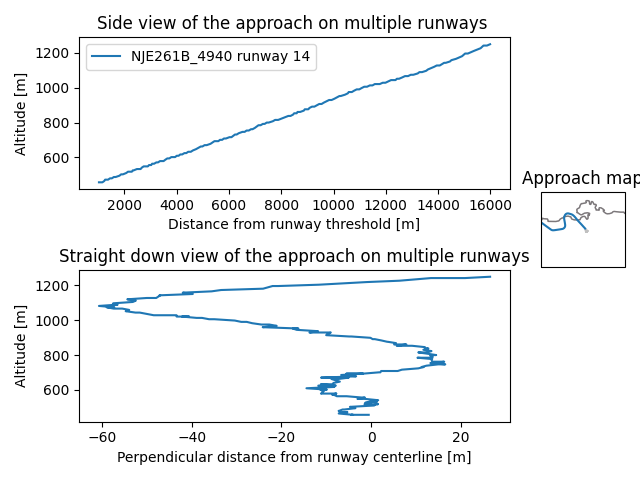 Side view of the approach on multiple runways
1200
1000
800
600
Altitude [m]
NJE261B_4940 runway 14
2000 4000 6000 8000 10000 12000 14000 16000
Distance from runway threshold [m]
Approach map
Straight down view of the approach on multiple runways
1200
1000
800
600
Altitude [m]
−60 −40 −20 0 20
Perpendicular distance from runway centerline [m]